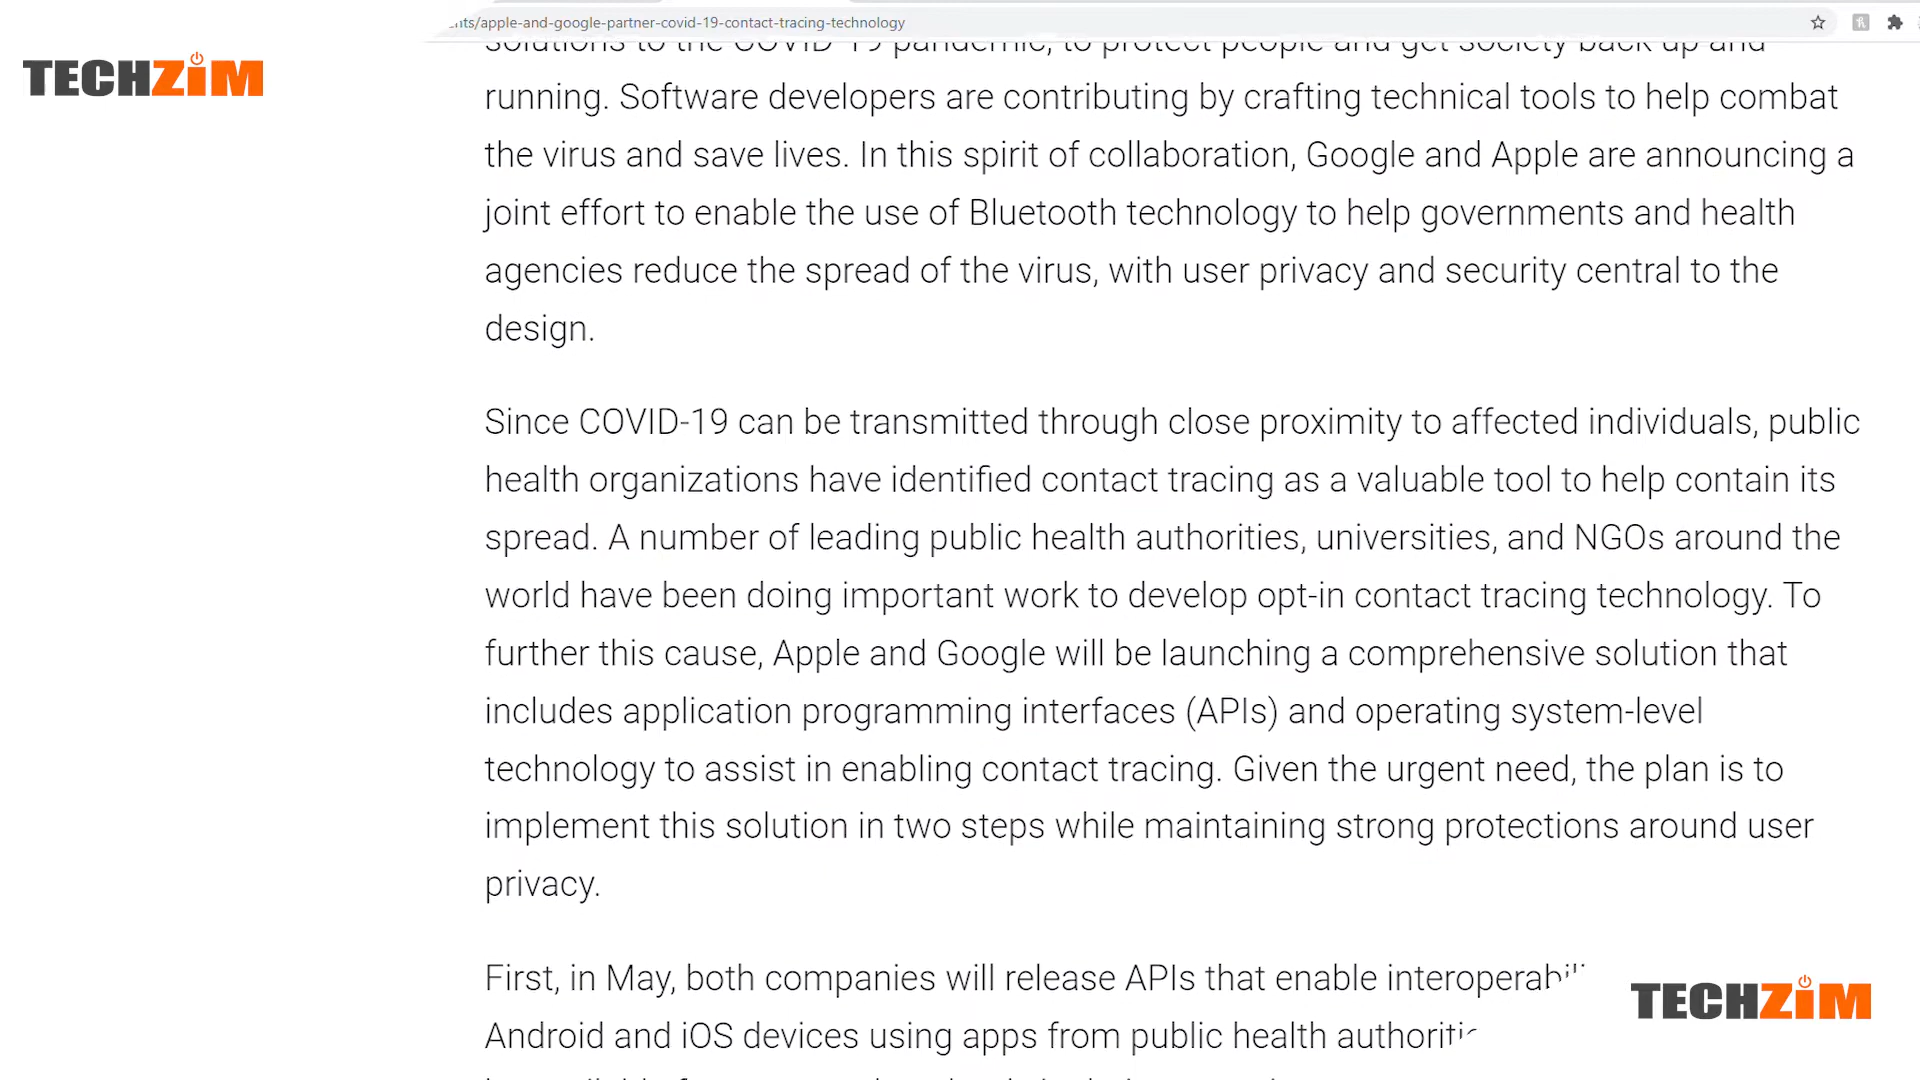 nts/apple-and-google-partner-covid-19-contact-tracing-technology
TECHZiM
solutions to the COVID-19 pandemic, to protect people and get society back up and
running. Software developers are contributing by crafting technical tools to help combat
the virus and save lives. In this spirit of collaboration, Google and Apple are announcing a
joint effort to enable the use of Bluetooth technology to help governments and health
agencies reduce the spread of the virus, with user privacy and security central to the
design.
Since COVID-19 can be transmitted through close proximity to affected individuals, public
health organizations have identified contact tracing as a valuable tool to help contain its
spread. A number of leading public health authorities, universities, and NGOs around the
world have been doing important work to develop opt-in contact tracing technology. To
further this cause, Apple and Google will be launching a comprehensive solution that
includes application programming interfaces (APIs) and operating system-level
technology to assist in enabling contact tracing. Given the urgent need, the plan is to
implement this solution in two steps while maintaining strong protections around user
privacy.
First, in May, both companies will release APIs that enable
Android and iOS devices using apps from public health
TECHZiM